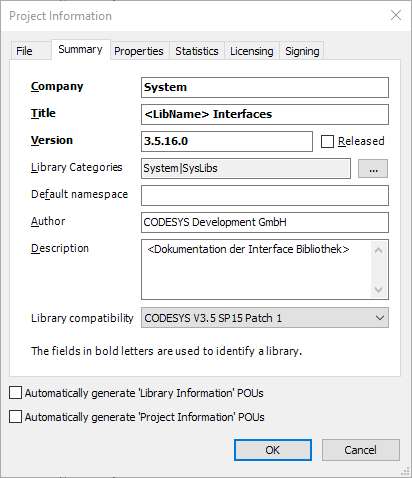 Project Information
File Summary Properties Statistics Licensing Signing
Company System
Title <LibName> Interfaces
Version 3.5.16.0 Released
Library Categories System|SysLibs ...
Default namespace
Author CODESYS Development GmbH
Description <Dokumentation der Interface Bibliothek>
Library compatibility CODESYS V3.5 SP15 Patch 1
The fields in bold letters are used to identify a library.
Automatically generate 'Library Information' POUs
Automatically generate 'Project Information' POUs
OK Cancel